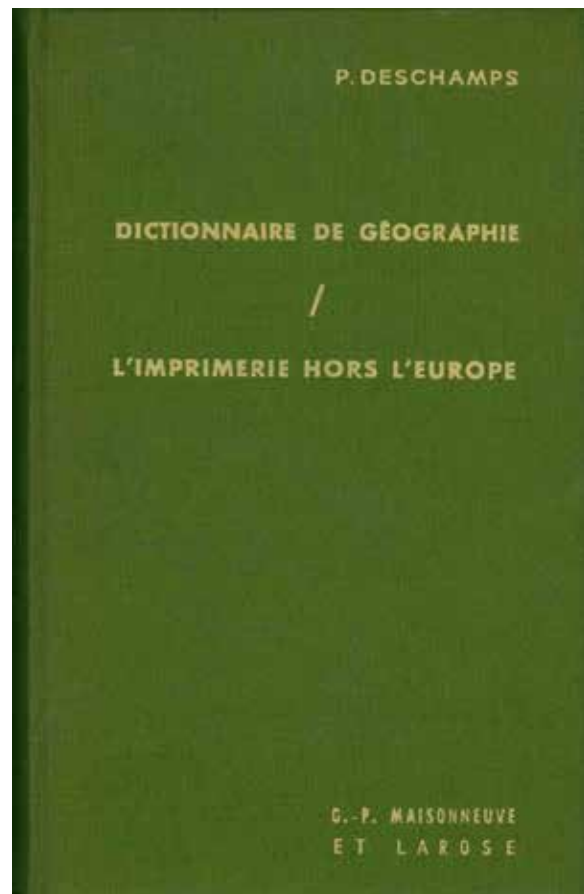 P. DESCHAMPS
DICTIONNAIRE DE GÉOGRAPHIE
/
L'IMPRIMERIE HORS L'EUROPE
G.-P. MAISONNEUVE
ET LAROSE